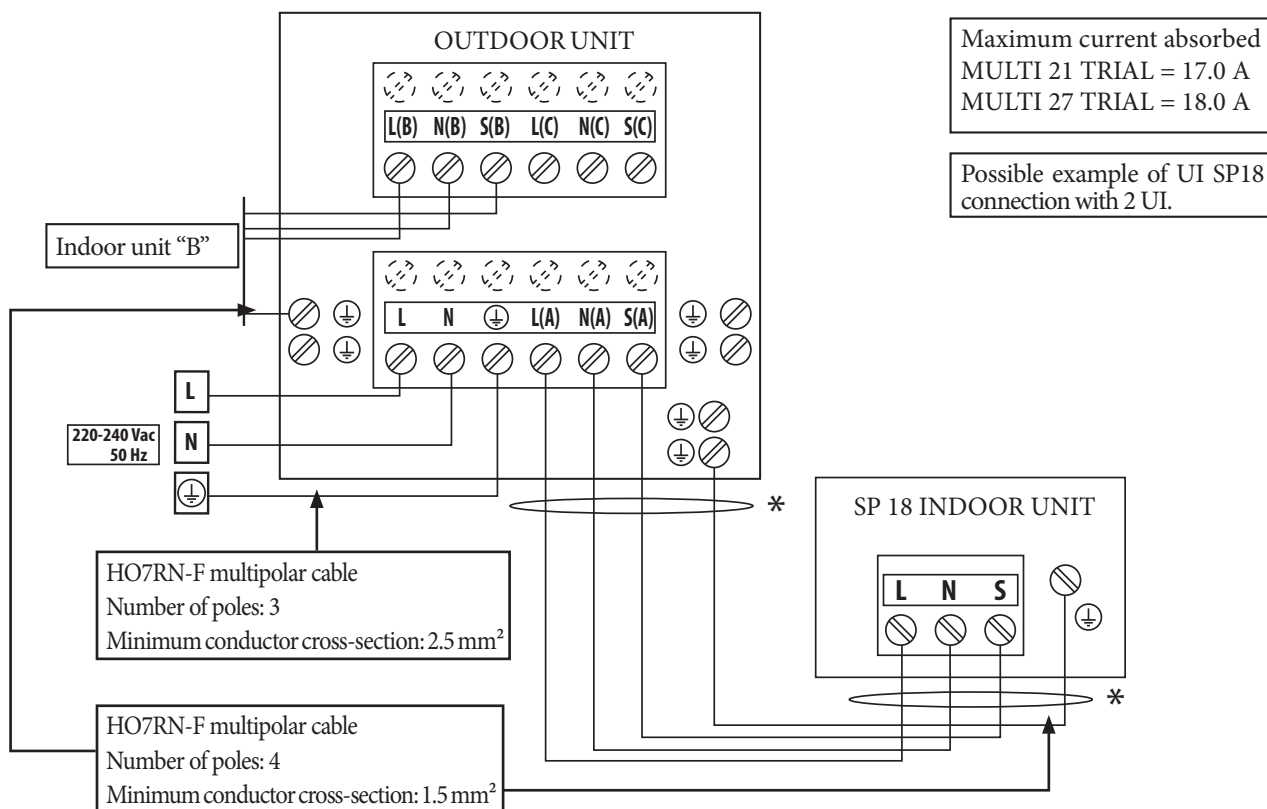 OUTDOOR UNIT
L(B) N(B) S(B) L(C) N(C) S(C)
Maximum current absorbed
MULTI 21 TRIAL = 17.0 A
MULTI 27 TRIAL = 18.0 A
Possible example of UI SP18
connection with 2 UI.
Indoor unit “B”
L N L(A) N(A) S(A)
L
220-240 Vac
50 Hz
N
*
SP 18 INDOOR UNIT
L N S
*
HO7RN-F multipolar cable
Number of poles: 3
Minimum conductor cross-section: 2.5 mm²
HO7RN-F multipolar cable
Number of poles: 4
Minimum conductor cross-section: 1.5 mm²